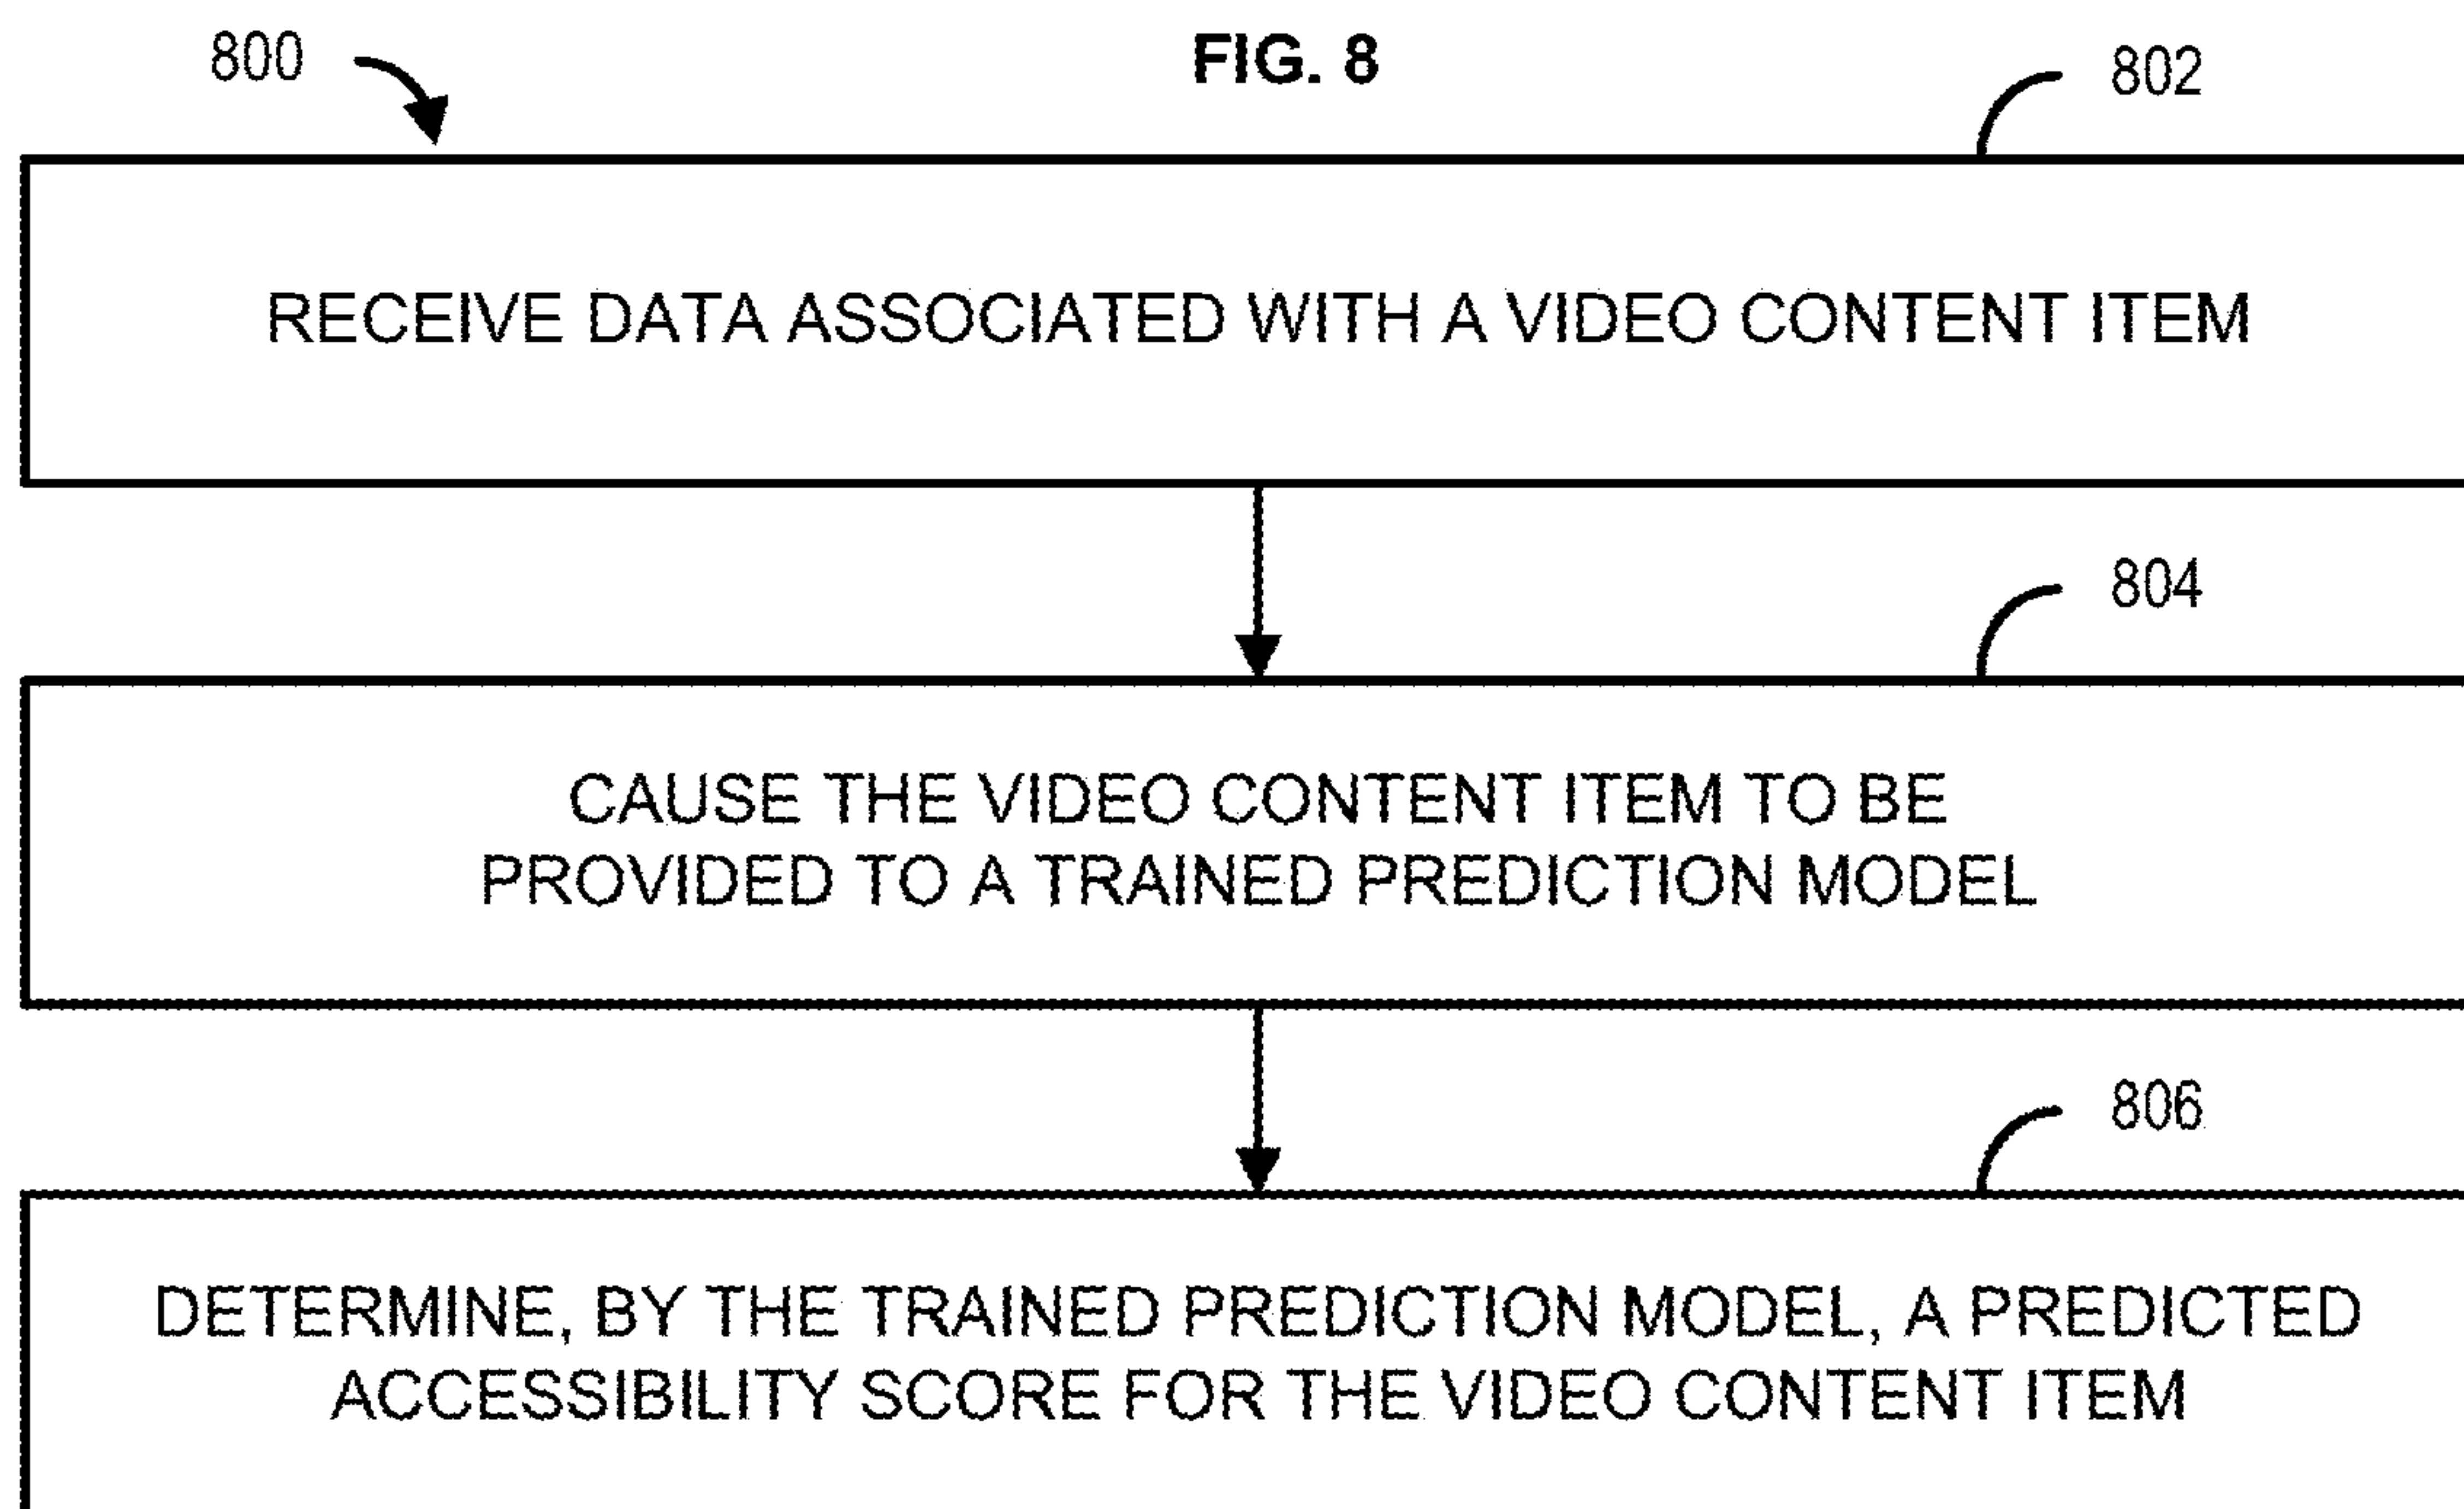 800
FIG. 8
802
RECEIVE DATA ASSOCIATED WITH A VIDEO CONTENT ITEM
804
CAUSE THE VIDEO CONTENT ITEM TO BE
PROVIDED TO A TRAINED PREDICTION MODEL
806
DETERMINE, BY THE TRAINED PREDICTION MODEL, A PREDICTED
ACCESSIBILITY SCORE FOR THE VIDEO CONTENT ITEM